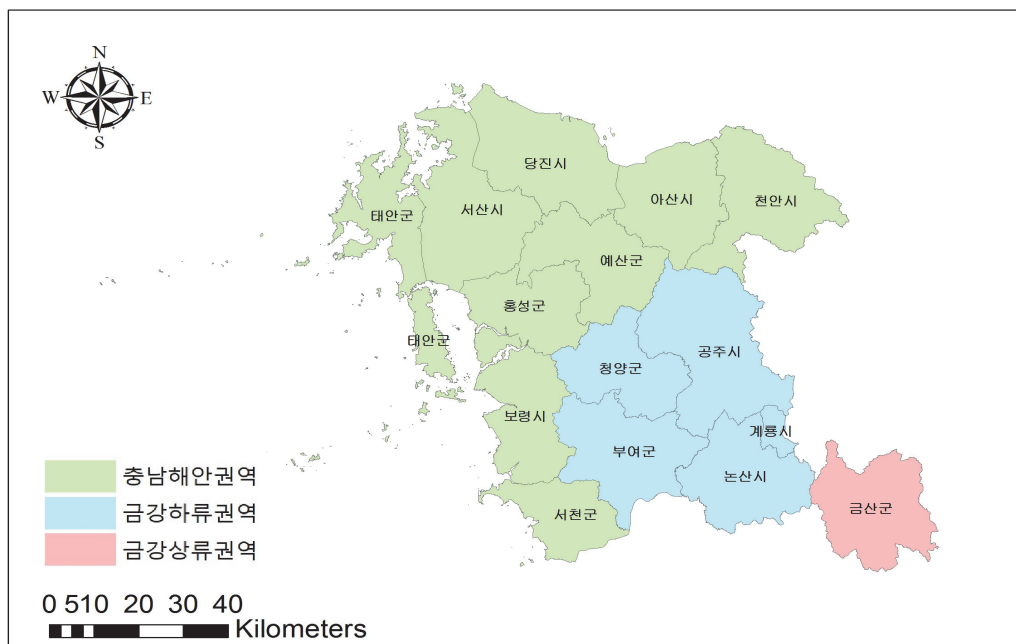 N
W E
S
당진시
아산시
천안시
태안군
서산시
예산군
홍성군
태안군
청양군
공주시
보령시
계룡시
부여군
논산시
서천군
금산군
충남해안권역
금강하류권역
금강상류권역
0 510 20 30 40
Kilometers